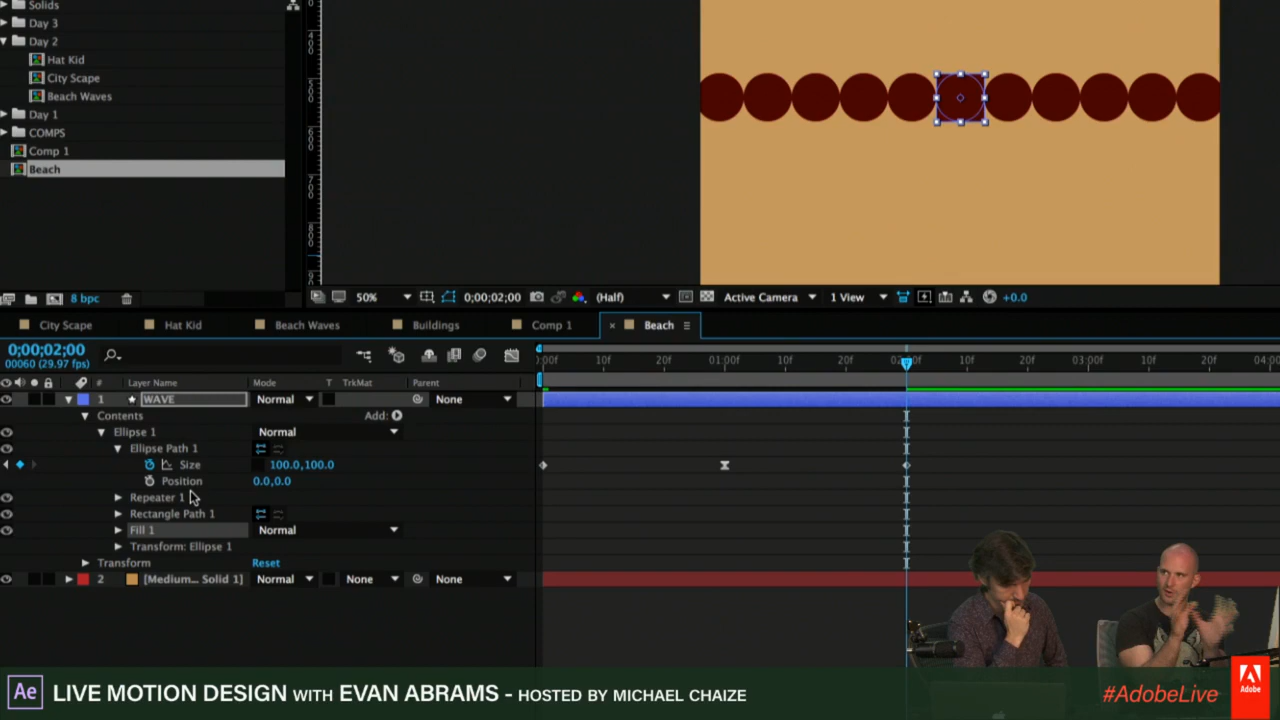 Solids
Day 3
Day 2
Hat Kid
City Scape
Beach Waves
Day 1
COMPS
Comp 1
Beach
8 bpc
50%
0;00;02;00
(Half)
Active Camera
1 View
+0.0
City Scape
Hat Kid
Beach Waves
Buildings
Comp 1
× Beach
0;00;02;00
00060 (29.97 fps)
:00f 10f 20f 01:00f 10f 20f 10f 20f 03:00f 10f 20f 04:00
# Layer Name Mode T TrkMat Parent
1 WAVE Normal None
Contents Add:
Ellipse 1 Normal
Ellipse Path 1
Size 100.0,100.0
Position 0.0,0.0
Repeater 1
Rectangle Path 1
Fill 1 Normal
Transform: Ellipse 1
Transform Reset
2 [Medium... Solid 1] Normal None None
Ae LIVE MOTION DESIGN WITH EVAN ABRAMS - HOSTED BY MICHAEL CHAIZE
#AdobeLive
Adobe